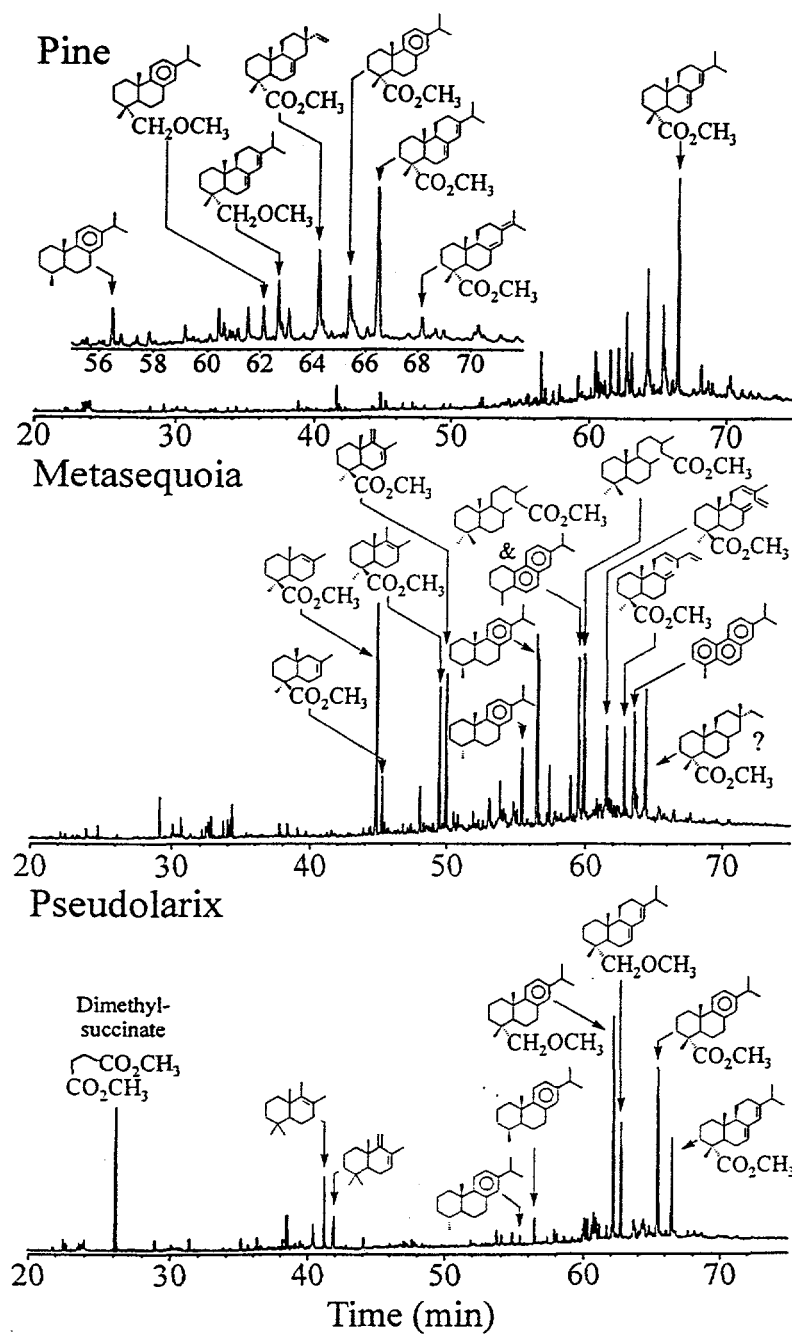 Pine
CO₂CH₃
CO₂CH₃
CO₂CH₃
CH₂OCH₃
CO₂CH₃
CH₂OCH₃
CO₂CH₃
56 58 60 62 64 66 68 70
20 30 40 50 60 70
Metasequoia
CO₂CH₃
CO₂CH₃
CO₂CH₃
&
CO₂CH₃
CO₂CH₃
CO₂CH₃
CO₂CH₃
CO₂CH₃
?
CO₂CH₃
20 30 40 50 60 70
Pseudolarix
CH₂OCH₃
Dimethyl-
succinate
CO₂CH₃
CO₂CH₃
CH₂OCH₃
CO₂CH₃
CO₂CH₃
20 30 40 50 60 70
Time (min)